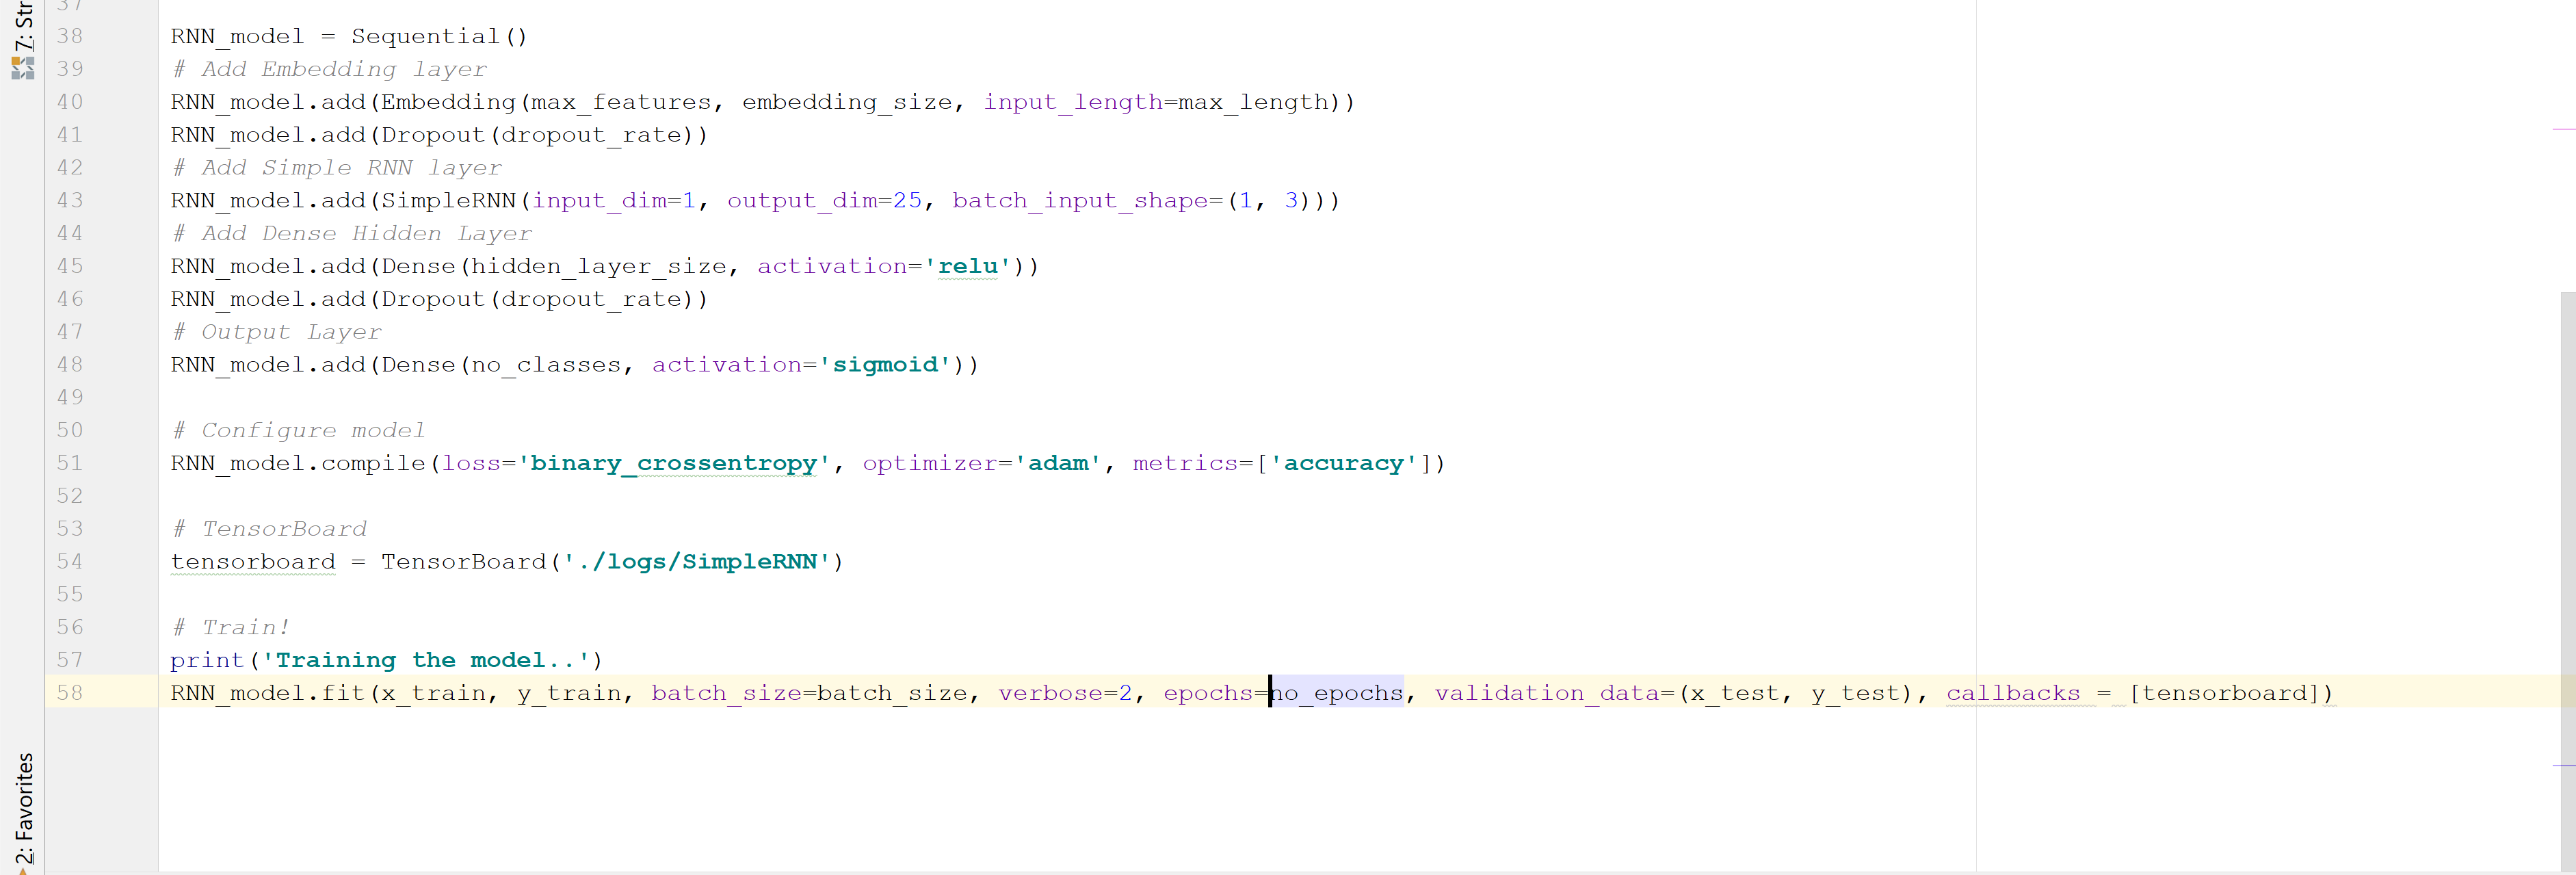 7: Str
2: Favorites
37
38 RNN_model = Sequential()
39 # Add Embedding layer
40 RNN_model.add(Embedding(max_features, embedding_size, input_length=max_length))
41 RNN_model.add(Dropout(dropout_rate))
42 # Add Simple RNN layer
43 RNN_model.add(SimpleRNN(input_dim=1, output_dim=25, batch_input_shape=(1, 3)))
44 # Add Dense Hidden Layer
45 RNN_model.add(Dense(hidden_layer_size, activation='relu'))
46 RNN_model.add(Dropout(dropout_rate))
47 # Output Layer
48 RNN_model.add(Dense(no_classes, activation='sigmoid'))
49
50 # Configure model
51 RNN_model.compile(loss='binary_crossentropy', optimizer='adam', metrics=['accuracy'])
52
53 # TensorBoard
54 tensorboard = TensorBoard('./logs/SimpleRNN')
55
56 # Train!
57 print('Training the model..')
58 RNN_model.fit(x_train, y_train, batch_size=batch_size, verbose=2, epochs=no_epochs, validation_data=(x_test, y_test), callbacks = [tensorboard])